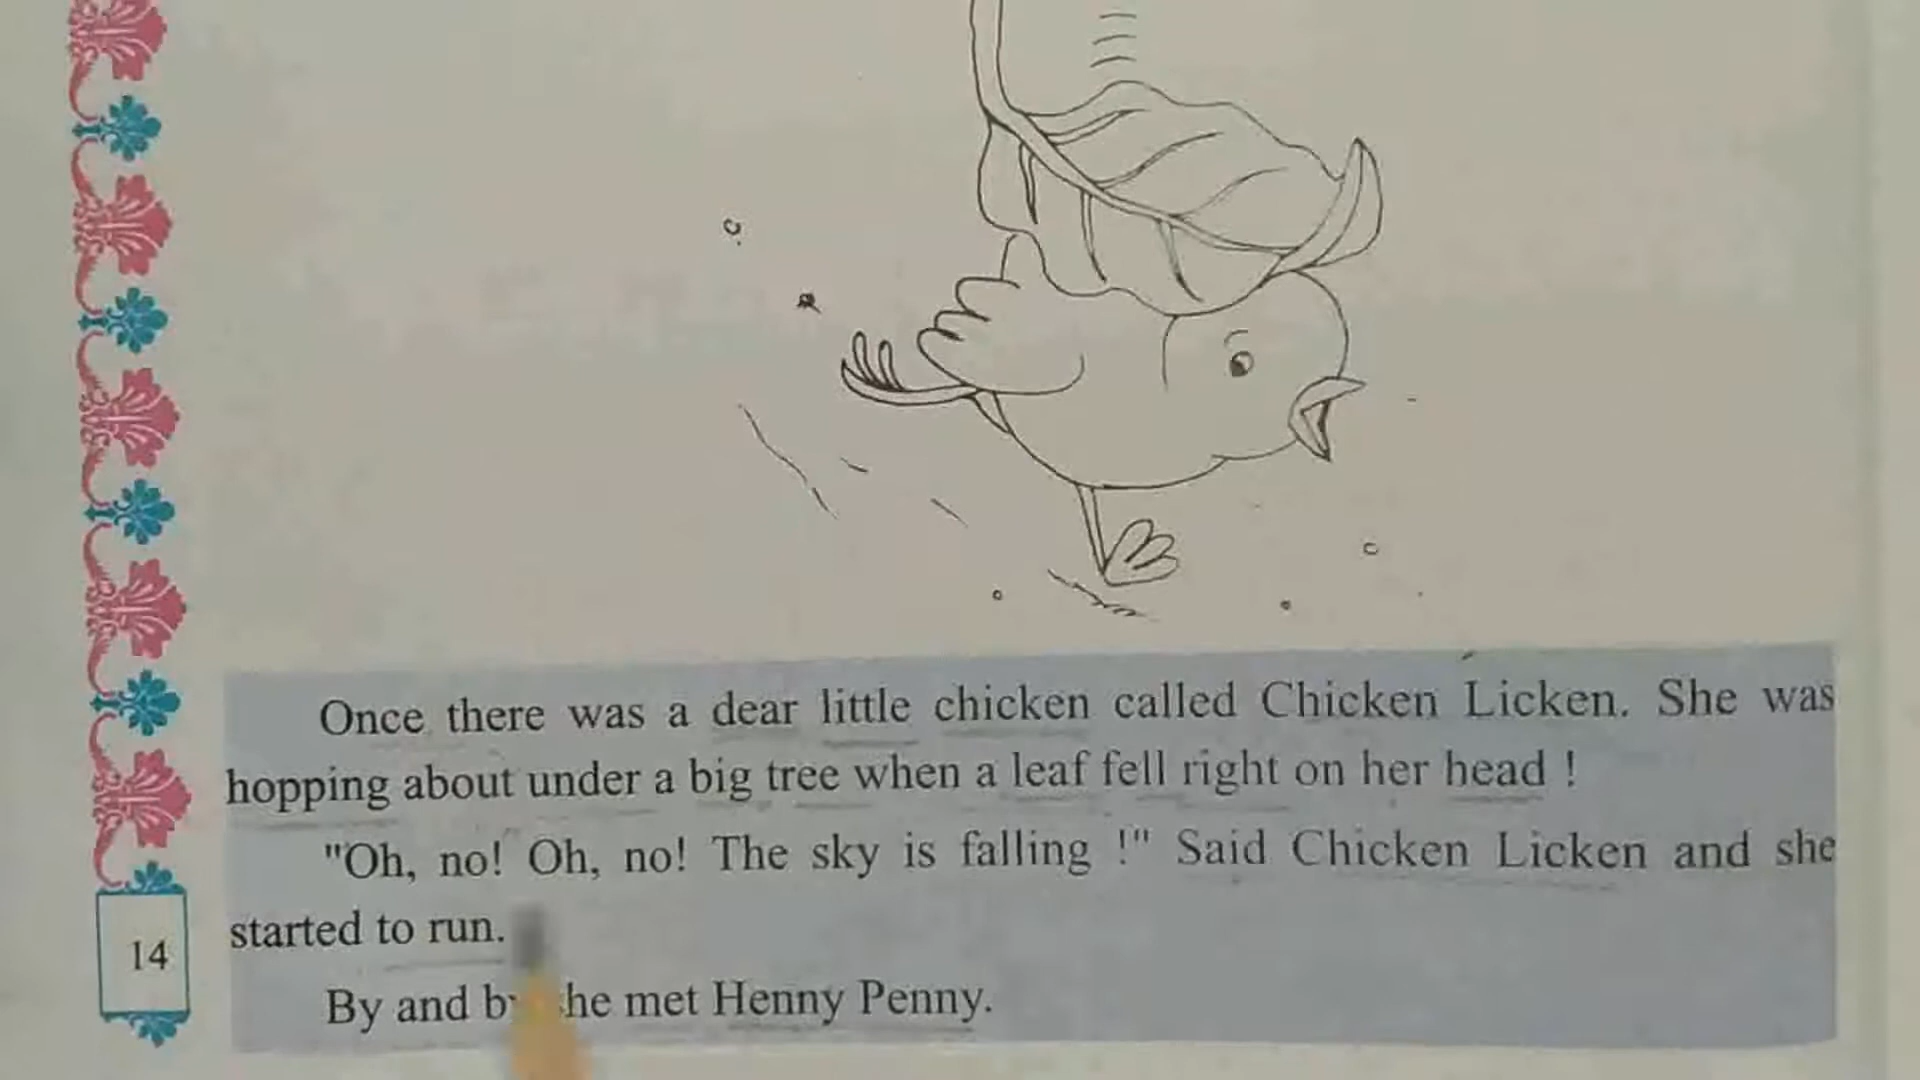 Once there was a dear little chicken called Chicken Licken. She was
hopping about under a big tree when a leaf fell right on her head !
"Oh, no! Oh, no! The sky is falling !" Said Chicken Licken and she
started to run.
By and met Henny Penny.
14